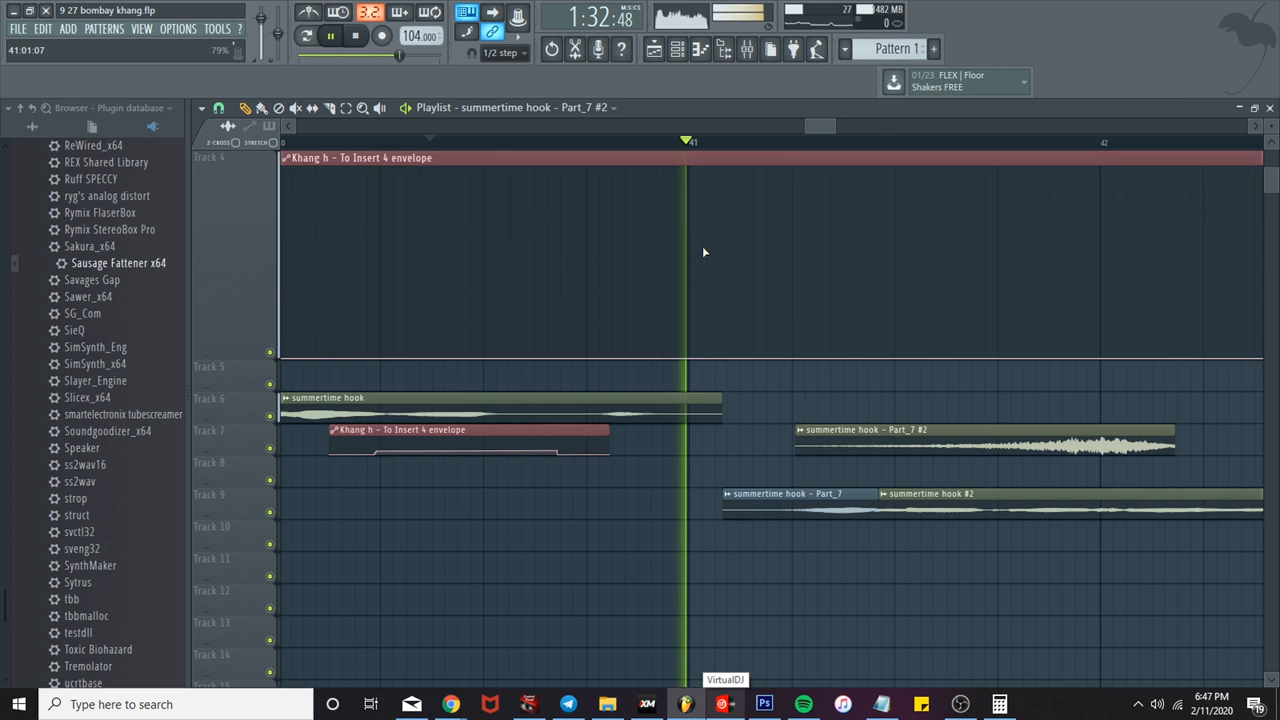 9 27 bombay khang.flp
FILE EDIT ADD PATTERNS VIEW OPTIONS TOOLS ?
41:01:07
79%
3.2
104.000
1:32:48
M:S:CS
27
482 MB
0
1/2 step
Pattern 1
01/23 FLEX | Floor
Shakers FREE
Browser - Plugin database
Playlist - summertime hook - Part_7 #2
Z-CROSS
STRETCH
0
41
42
ReWired_x64
REX Shared Library
Ruff SPECCY
ryg's analog distort
Rymix FlaserBox
Rymix StereoBox Pro
Sakura_x64
Sausage Fattener x64
Savages Gap
Sawer_x64
SG_Com
SieQ
SimSynth_Eng
SimSynth_x64
Slayer_Engine
Slicex_x64
smartelectronix tubescreamer
Soundgoodizer_x64
Speaker
ss2wav16
ss2wav
strop
struct
svctl32
sveng32
SynthMaker
Sytrus
tbb
tbbmalloc
testdll
Toxic Biohazard
Tremolator
ucrtbase
Track 4
Khang h - To Insert 4 envelope
Track 5
Track 6
summertime hook
Track 7
Khang h - To Insert 4 envelope
summertime hook - Part_7 #2
Track 8
Track 9
summertime hook - Part_7
summertime hook #2
Track 10
Track 11
Track 12
Track 13
Track 14
VirtualDJ
Type here to search
XM
Ps
6:47 PM
2/11/2020
19